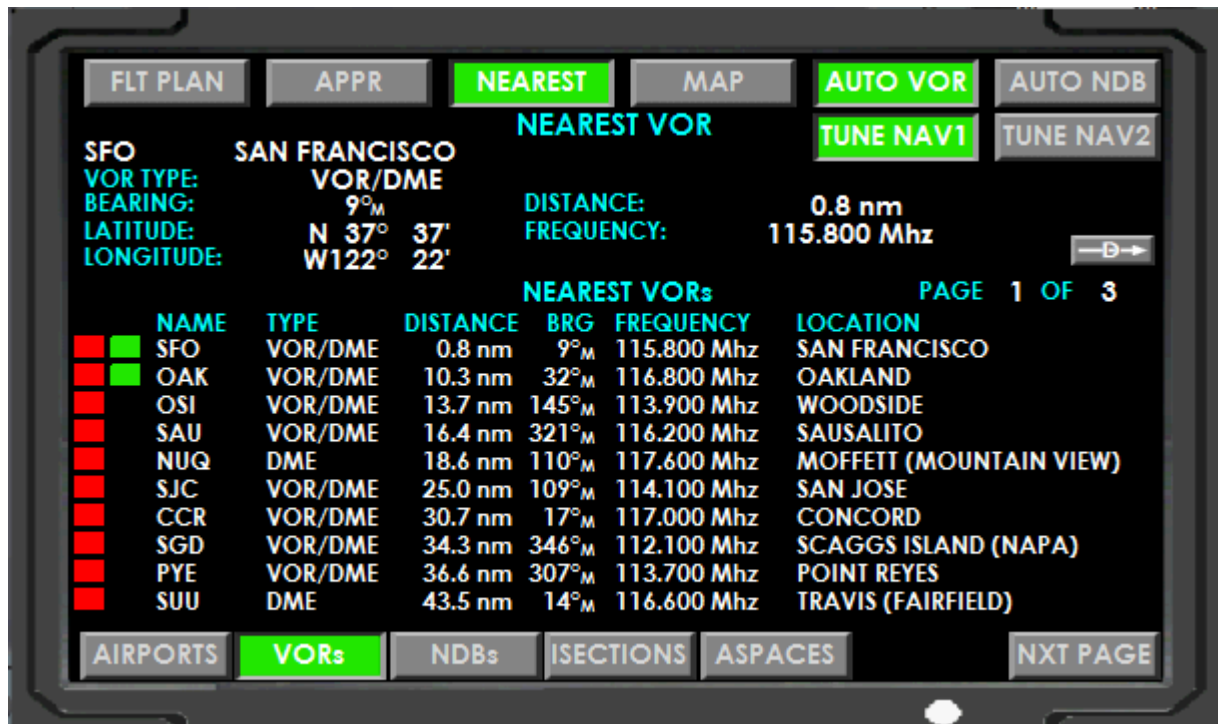 FLT PLAN APPR NEAREST MAP AUTO VOR AUTO NDB
NEAREST VOR TUNE NAV1 TUNE NAV2
SFO SAN FRANCISCO
VOR TYPE: VOR/DME
BEARING: 9°M DISTANCE: 0.8 nm
LATITUDE: N 37° 37' FREQUENCY: 115.800 Mhz
LONGITUDE: W122° 22' D
NEAREST VORs PAGE 1 OF 3
NAME TYPE DISTANCE BRG FREQUENCY LOCATION
SFO VOR/DME 0.8 nm 9°M 115.800 Mhz SAN FRANCISCO
OAK VOR/DME 10.3 nm 32°M 116.800 Mhz OAKLAND
OSI VOR/DME 13.7 nm 145°M 113.900 Mhz WOODSIDE
SAU VOR/DME 16.4 nm 321°M 116.200 Mhz SAUSALITO
NUQ DME 18.6 nm 110°M 117.600 Mhz MOFFETT (MOUNTAIN VIEW)
SJC VOR/DME 25.0 nm 109°M 114.100 Mhz SAN JOSE
CCR VOR/DME 30.7 nm 17°M 117.000 Mhz CONCORD
SGD VOR/DME 34.3 nm 346°M 112.100 Mhz SCAGGS ISLAND (NAPA)
PYE VOR/DME 36.6 nm 307°M 113.700 Mhz POINT REYES
SUU DME 43.5 nm 14°M 116.600 Mhz TRAVIS (FAIRFIELD)
AIRPORTS VORs NDBs ISECTIONS ASPACES NXT PAGE